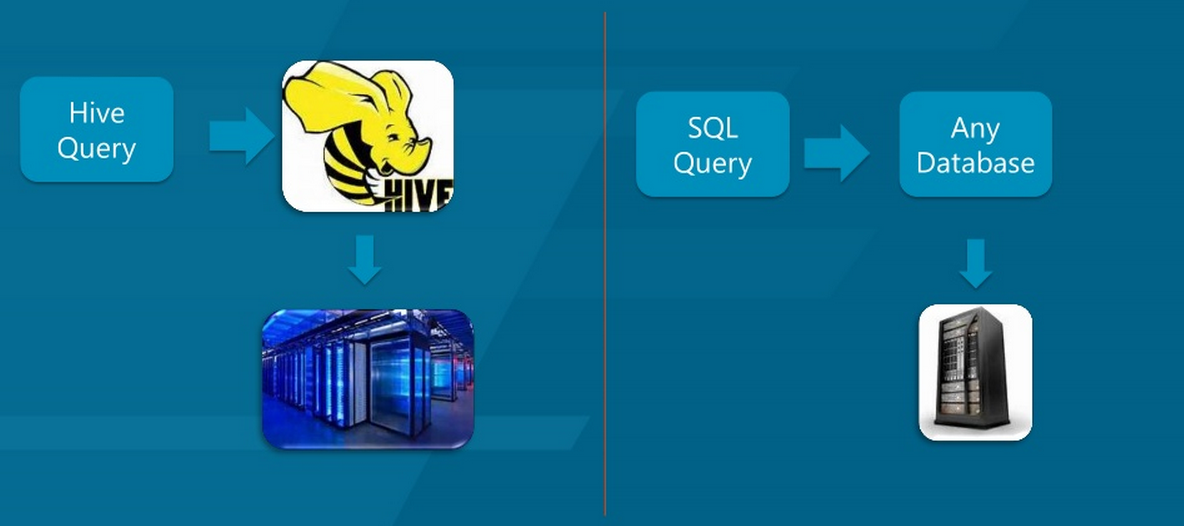 Hive
Query
HIVE
SQL
Query
Any
Database